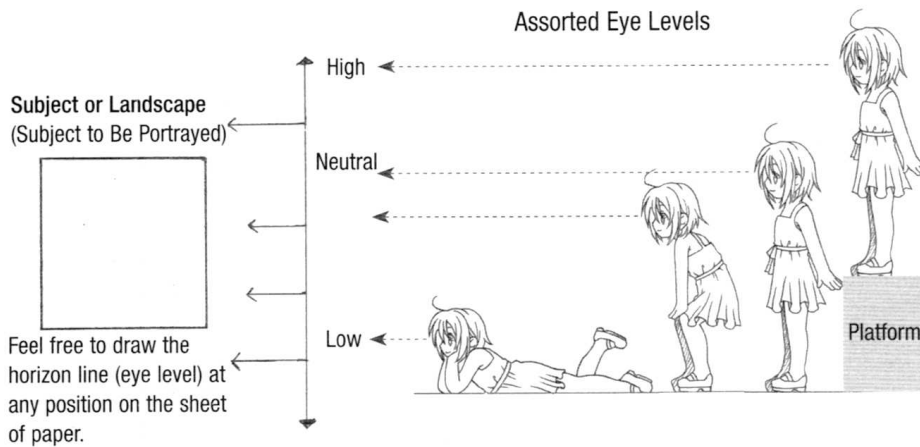 Assorted Eye Levels
High
Subject or Landscape
(Subject to Be Portrayed)
Neutral
Low
Platform
Feel free to draw the
horizon line (eye level) at
any position on the sheet
of paper.